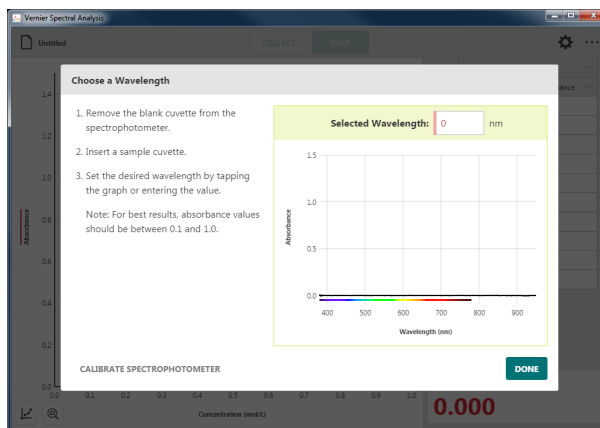 Vernier Spectral Analysis
Untitled
COLLECT
KEEP
Choose a Wavelength
1. Remove the blank cuvette from the
spectrophotometer.
2. Insert a sample cuvette.
3. Set the desired wavelength by tapping
the graph or entering the value.
Note: For best results, absorbance values
should be between 0.1 and 1.0.
Selected Wavelength: 0 nm
1.5
1.0
0.5
0.0
Absorbance
400 500 600 700 800 900
Wavelength (nm)
CALIBRATE SPECTROPHOTOMETER
DONE
1.4
1.2
1.0
0.8
0.6
0.4
0.2
0.0
Absorbance
0.0 0.1 0.2 0.3 0.4 0.5 0.6 0.7 0.8 0.9 1.0
Concentration (mol/L)
0.000